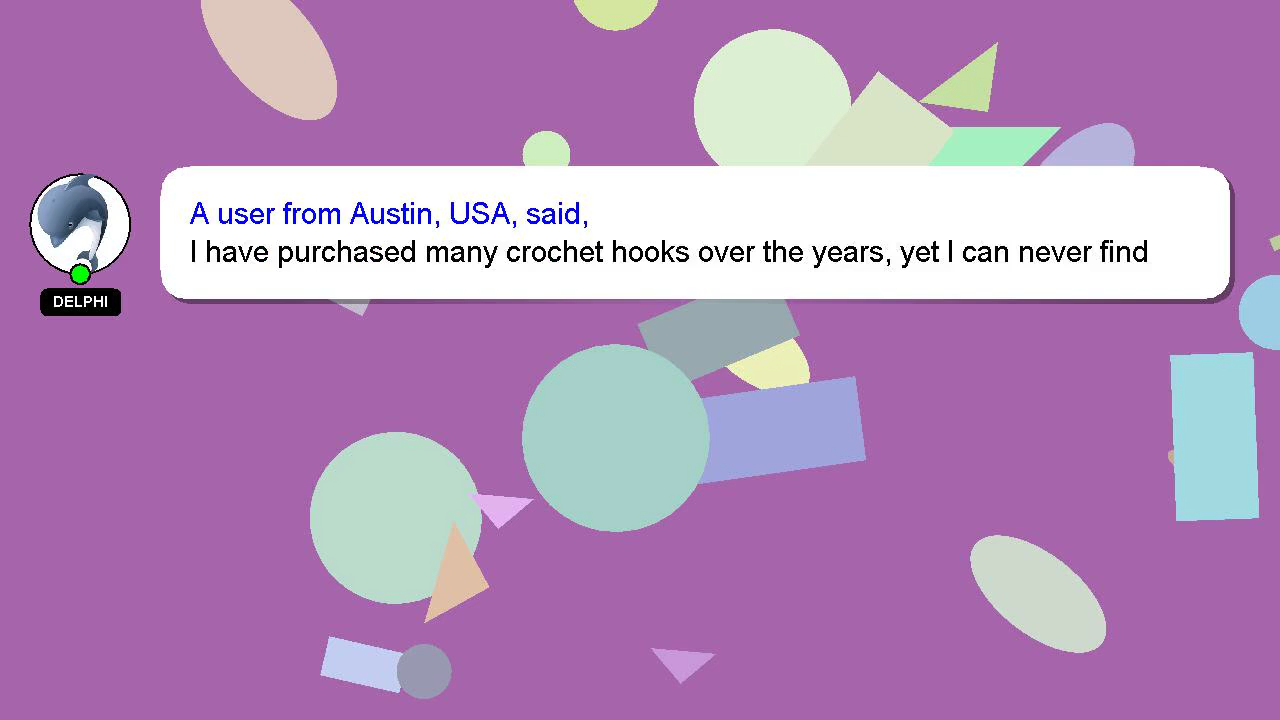 A user from Austin, USA, said,
I have purchased many crochet hooks over the years, yet I can never find
DELPHI